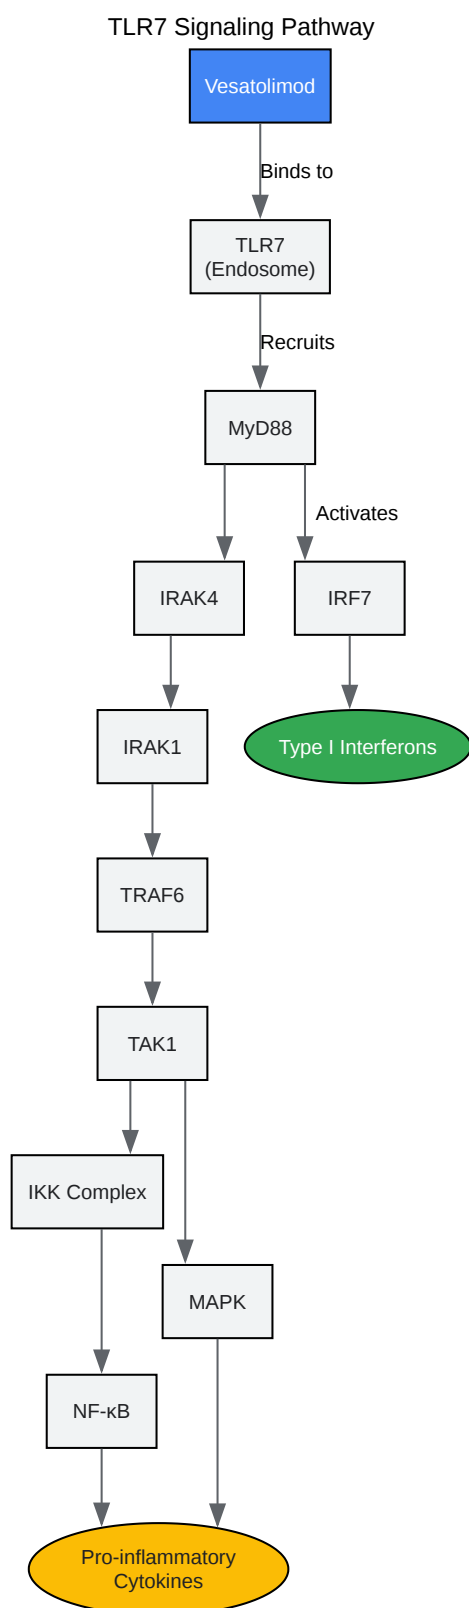 TLR7 Signaling Pathway
Vesatolimod
Binds to
TLR7
(Endosome)
Recruits
MyD88
Activates
IRAK4
IRF7
IRAK1
Type I Interferons
TRAF6
TAK1
IKK Complex
MAPK
NF-κB
Pro-inflammatory
Cytokines